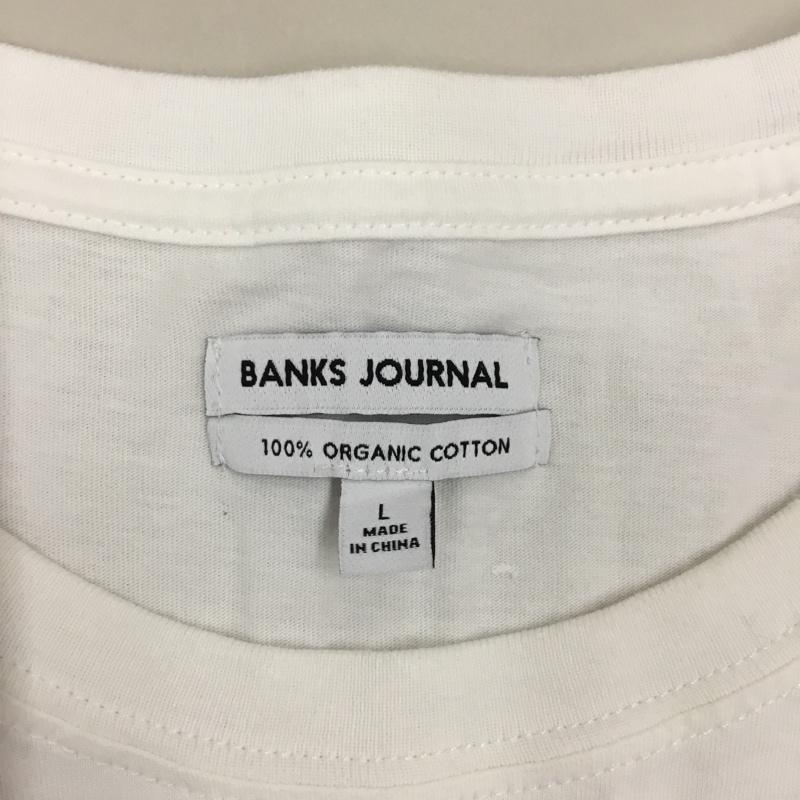 BANKS JOURNAL
100% ORGANIC COTTON
L
MADE
IN CHINA